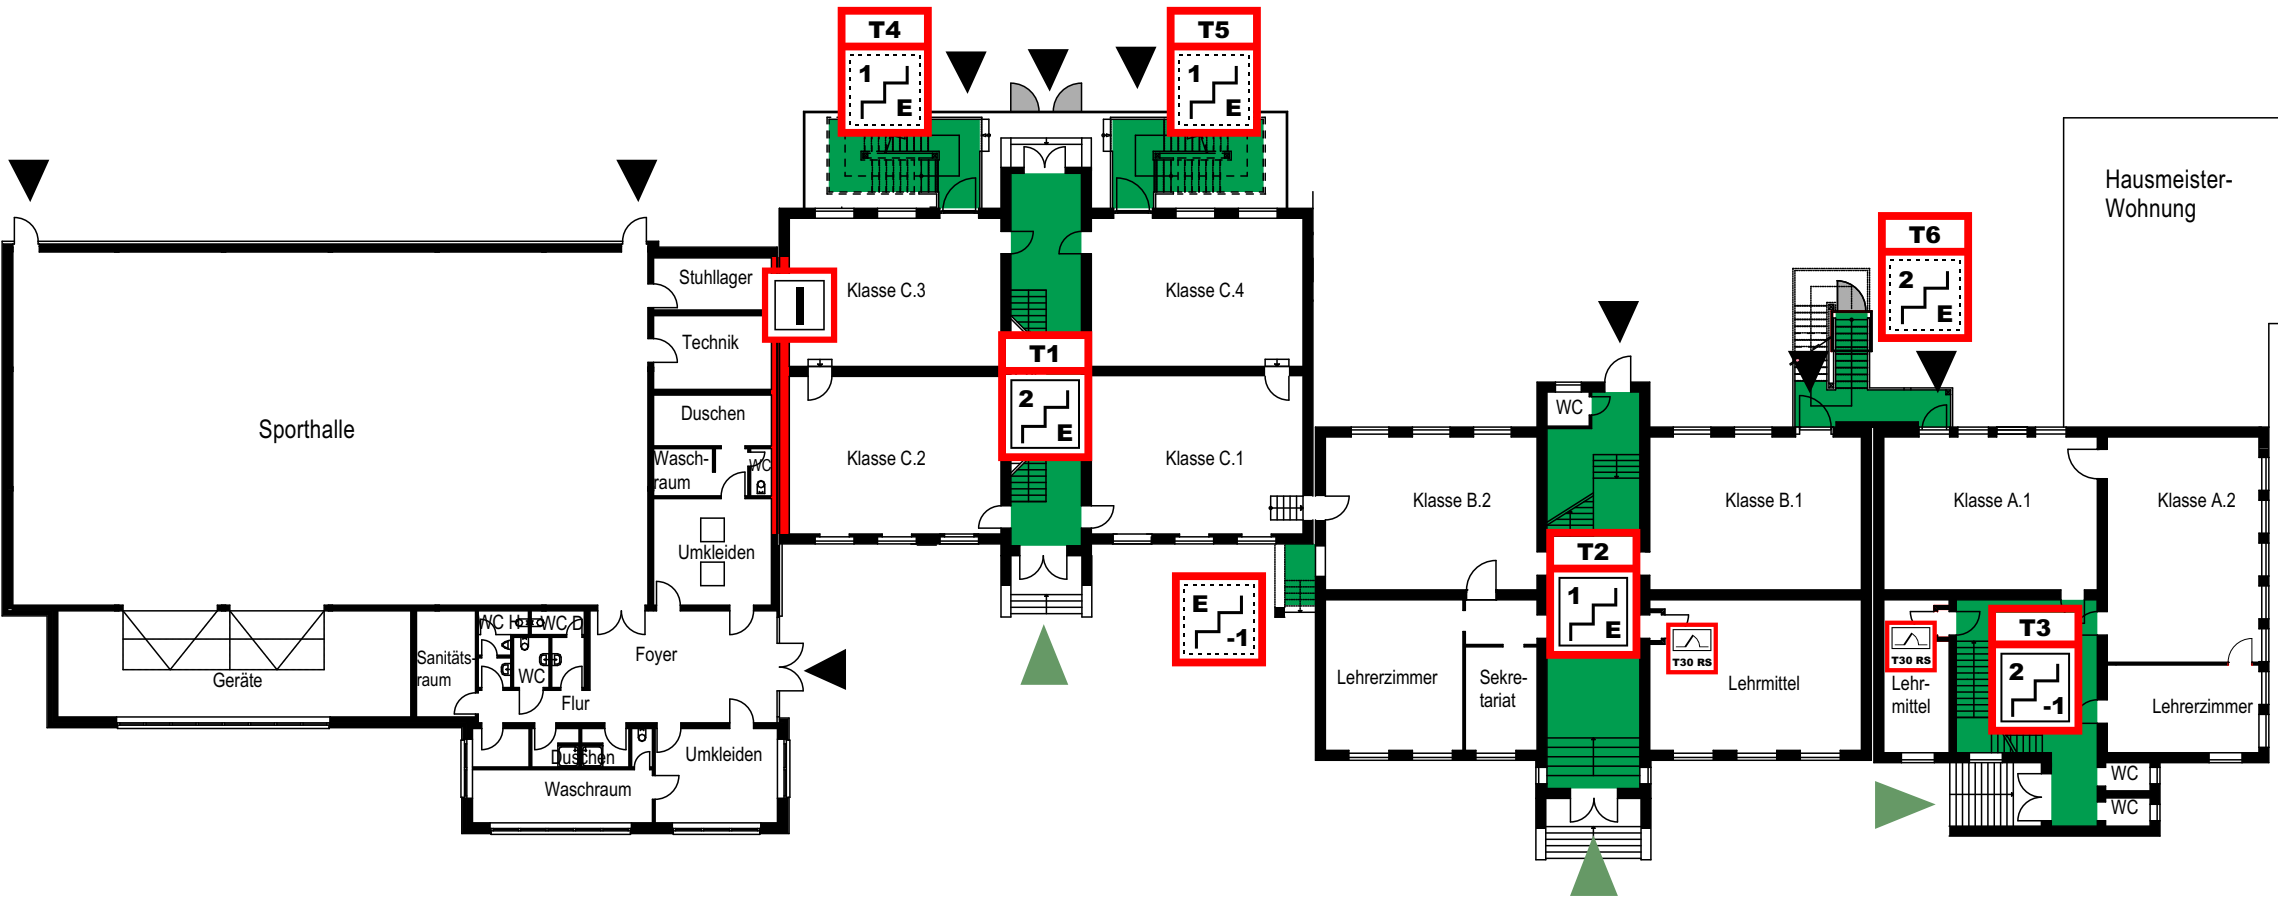 T4
1
E
T5
1
E
Hausmeister-
Wohnung
T6
2
E
Stuhllager
Klasse C.3
Klasse C.4
Technik
T1
2
E
Duschen
Wasch-
raum
WC
Klasse C.2
Klasse C.1
Sporthalle
Umkleiden
WC
Klasse B.2
Klasse B.1
Klasse A.1
Klasse A.2
T2
1
E
E
-1
WC H
WC D
Sanitäts-
raum
WC
Foyer
Flur
Geräte
T30 RS
T30 RS
T3
2
-1
Lehrerzimmer
Sekre-
tariat
Lehrmittel
Lehr-
mittel
Lehrerzimmer
Duschen
Umkleiden
Waschraum
WC
WC